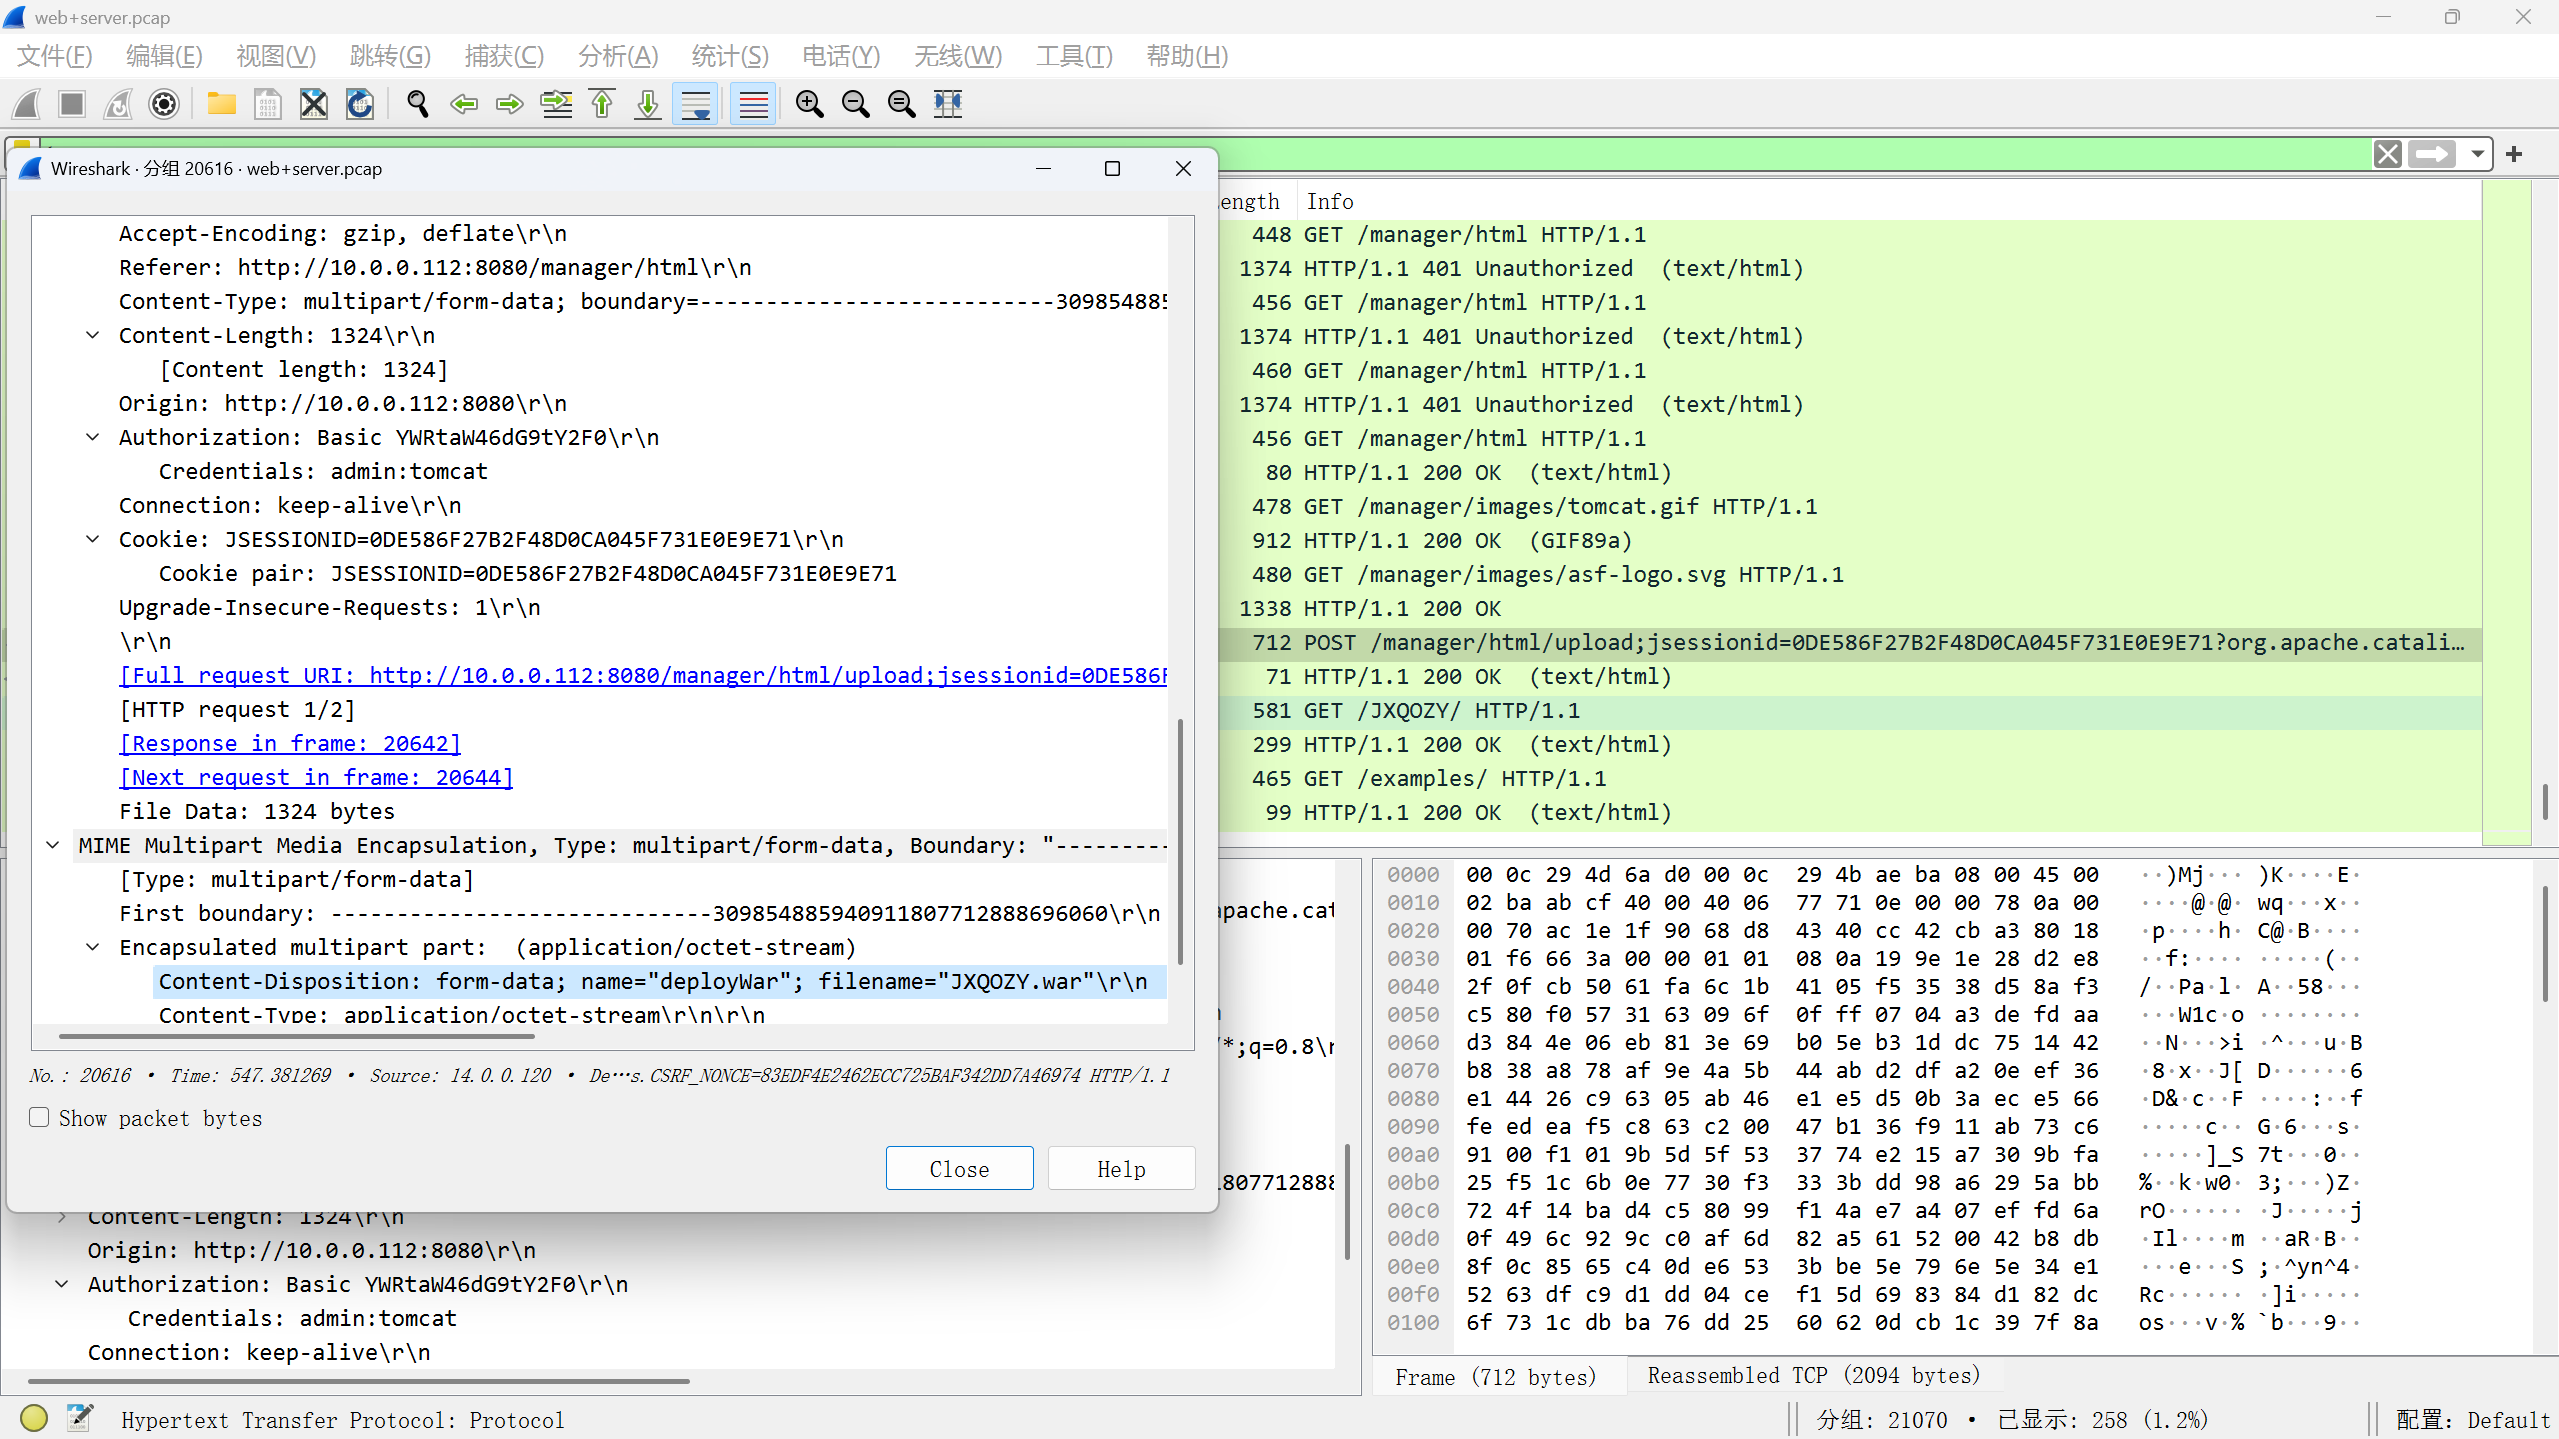 web+server.pcap
文件(F) 编辑(E) 视图(V) 跳转(G) 捕获(C) 分析(A) 统计(S) 电话(Y) 无线(W) 工具(T) 帮助(H)
Wireshark · 分组 20616 · web+server.pcap
Accept-Encoding: gzip, deflate\r\n
Referer: http://10.0.0.112:8080/manager/html\r\n
Content-Type: multipart/form-data; boundary=---------------------------309854885
Content-Length: 1324\r\n
[Content length: 1324]
Origin: http://10.0.0.112:8080\r\n
Authorization: Basic YWRtaW46dG9tY2F0\r\n
Credentials: admin:tomcat
Connection: keep-alive\r\n
Cookie: JSESSIONID=0DE586F27B2F48D0CA045F731E0E9E71\r\n
Cookie pair: JSESSIONID=0DE586F27B2F48D0CA045F731E0E9E71
Upgrade-Insecure-Requests: 1\r\n
\r\n
[Full request URI: http://10.0.0.112:8080/manager/html/upload;jsessionid=0DE586F
[HTTP request 1/2]
[Response in frame: 20642]
[Next request in frame: 20644]
File Data: 1324 bytes
MIME Multipart Media Encapsulation, Type: multipart/form-data, Boundary: "---------
[Type: multipart/form-data]
First boundary: -----------------------------309854885940911807712888696060\r\n
Encapsulated multipart part:  (application/octet-stream)
Content-Disposition: form-data; name="deployWar"; filename="JXQOZY.war"\r\n
Content-Type: application/octet-stream\r\n\r\n
No.: 20616 · Time: 547.381269 · Source: 14.0.0.120 · De···s.CSRF_NONCE=83EDF4E2462ECC725BAF342DD7A46974 HTTP/1.1
Show packet bytes
Close Help
ength Info
448 GET /manager/html HTTP/1.1
1374 HTTP/1.1 401 Unauthorized  (text/html)
456 GET /manager/html HTTP/1.1
1374 HTTP/1.1 401 Unauthorized  (text/html)
460 GET /manager/html HTTP/1.1
1374 HTTP/1.1 401 Unauthorized  (text/html)
456 GET /manager/html HTTP/1.1
80 HTTP/1.1 200 OK  (text/html)
478 GET /manager/images/tomcat.gif HTTP/1.1
912 HTTP/1.1 200 OK  (GIF89a)
480 GET /manager/images/asf-logo.svg HTTP/1.1
1338 HTTP/1.1 200 OK
712 POST /manager/html/upload;jsessionid=0DE586F27B2F48D0CA045F731E0E9E71?org.apache.catali…
71 HTTP/1.1 200 OK  (text/html)
581 GET /JXQOZY/ HTTP/1.1
299 HTTP/1.1 200 OK  (text/html)
465 GET /examples/ HTTP/1.1
99 HTTP/1.1 200 OK  (text/html)
pache.cat
*;q=0.8\r
180771288
Content-Length: 1324\r\n
Origin: http://10.0.0.112:8080\r\n
Authorization: Basic YWRtaW46dG9tY2F0\r\n
Credentials: admin:tomcat
Connection: keep-alive\r\n
0000 00 0c 29 4d 6a d0 00 0c 29 4b ae ba 08 00 45 00 ··)Mj··· )K····E·
0010 02 ba ab cf 40 00 40 06 77 71 0e 00 00 78 0a 00 ····@·@· wq···x··
0020 00 70 ac 1e 1f 90 68 d8 43 40 cc 42 cb a3 80 18 ·p····h· C@·B····
0030 01 f6 66 3a 00 00 01 01 08 0a 19 9e 1e 28 d2 e8 ··f:···· ·····(··
0040 2f 0f cb 50 61 fa 6c 1b 41 05 f5 35 38 d5 8a f3 /··Pa·l· A··58···
0050 c5 80 f0 57 31 63 09 6f 0f ff 07 04 a3 de fd aa ···W1c·o ········
0060 d3 84 4e 06 eb 81 3e 69 b0 5e b3 1d dc 75 14 42 ··N···>i ·^···u·B
0070 b8 38 a8 78 af 9e 4a 5b 44 ab d2 df a2 0e ef 36 ·8·x··J[ D······6
0080 e1 44 26 c9 63 05 ab 46 e1 e5 d5 0b 3a ec e5 66 ·D&·c··F ····:··f
0090 fe ed ea f5 c8 63 c2 00 47 b1 36 f9 11 ab 73 c6 ·····c·· G·6···s·
00a0 91 00 f1 01 9b 5d 5f 53 37 74 e2 15 a7 30 9b fa ·····]_S 7t···0··
00b0 25 f5 1c 6b 0e 77 30 f3 33 3b dd 98 a6 29 5a bb %··k·w0· 3;···)Z·
00c0 72 4f 14 ba d4 c5 80 99 f1 4a e7 a4 07 ef fd 6a rO······ ·J·····j
00d0 0f 49 6c 92 9c c0 af 6d 82 a5 61 52 00 42 b8 db ·Il····m ··aR·B··
00e0 8f 0c 85 65 c4 0d e6 53 3b be 5e 79 6e 5e 34 e1 ···e···S ;·^yn^4·
00f0 52 63 df c9 d1 dd 04 ce f1 5d 69 83 84 d1 82 dc Rc······ ·]i·····
0100 6f 73 1c db ba 76 dd 25 60 62 0d cb 1c 39 7f 8a os···v·% `b···9··
Frame (712 bytes) Reassembled TCP (2094 bytes)
Hypertext Transfer Protocol: Protocol 分组: 21070 · 已显示: 258 (1.2%) 配置: Default